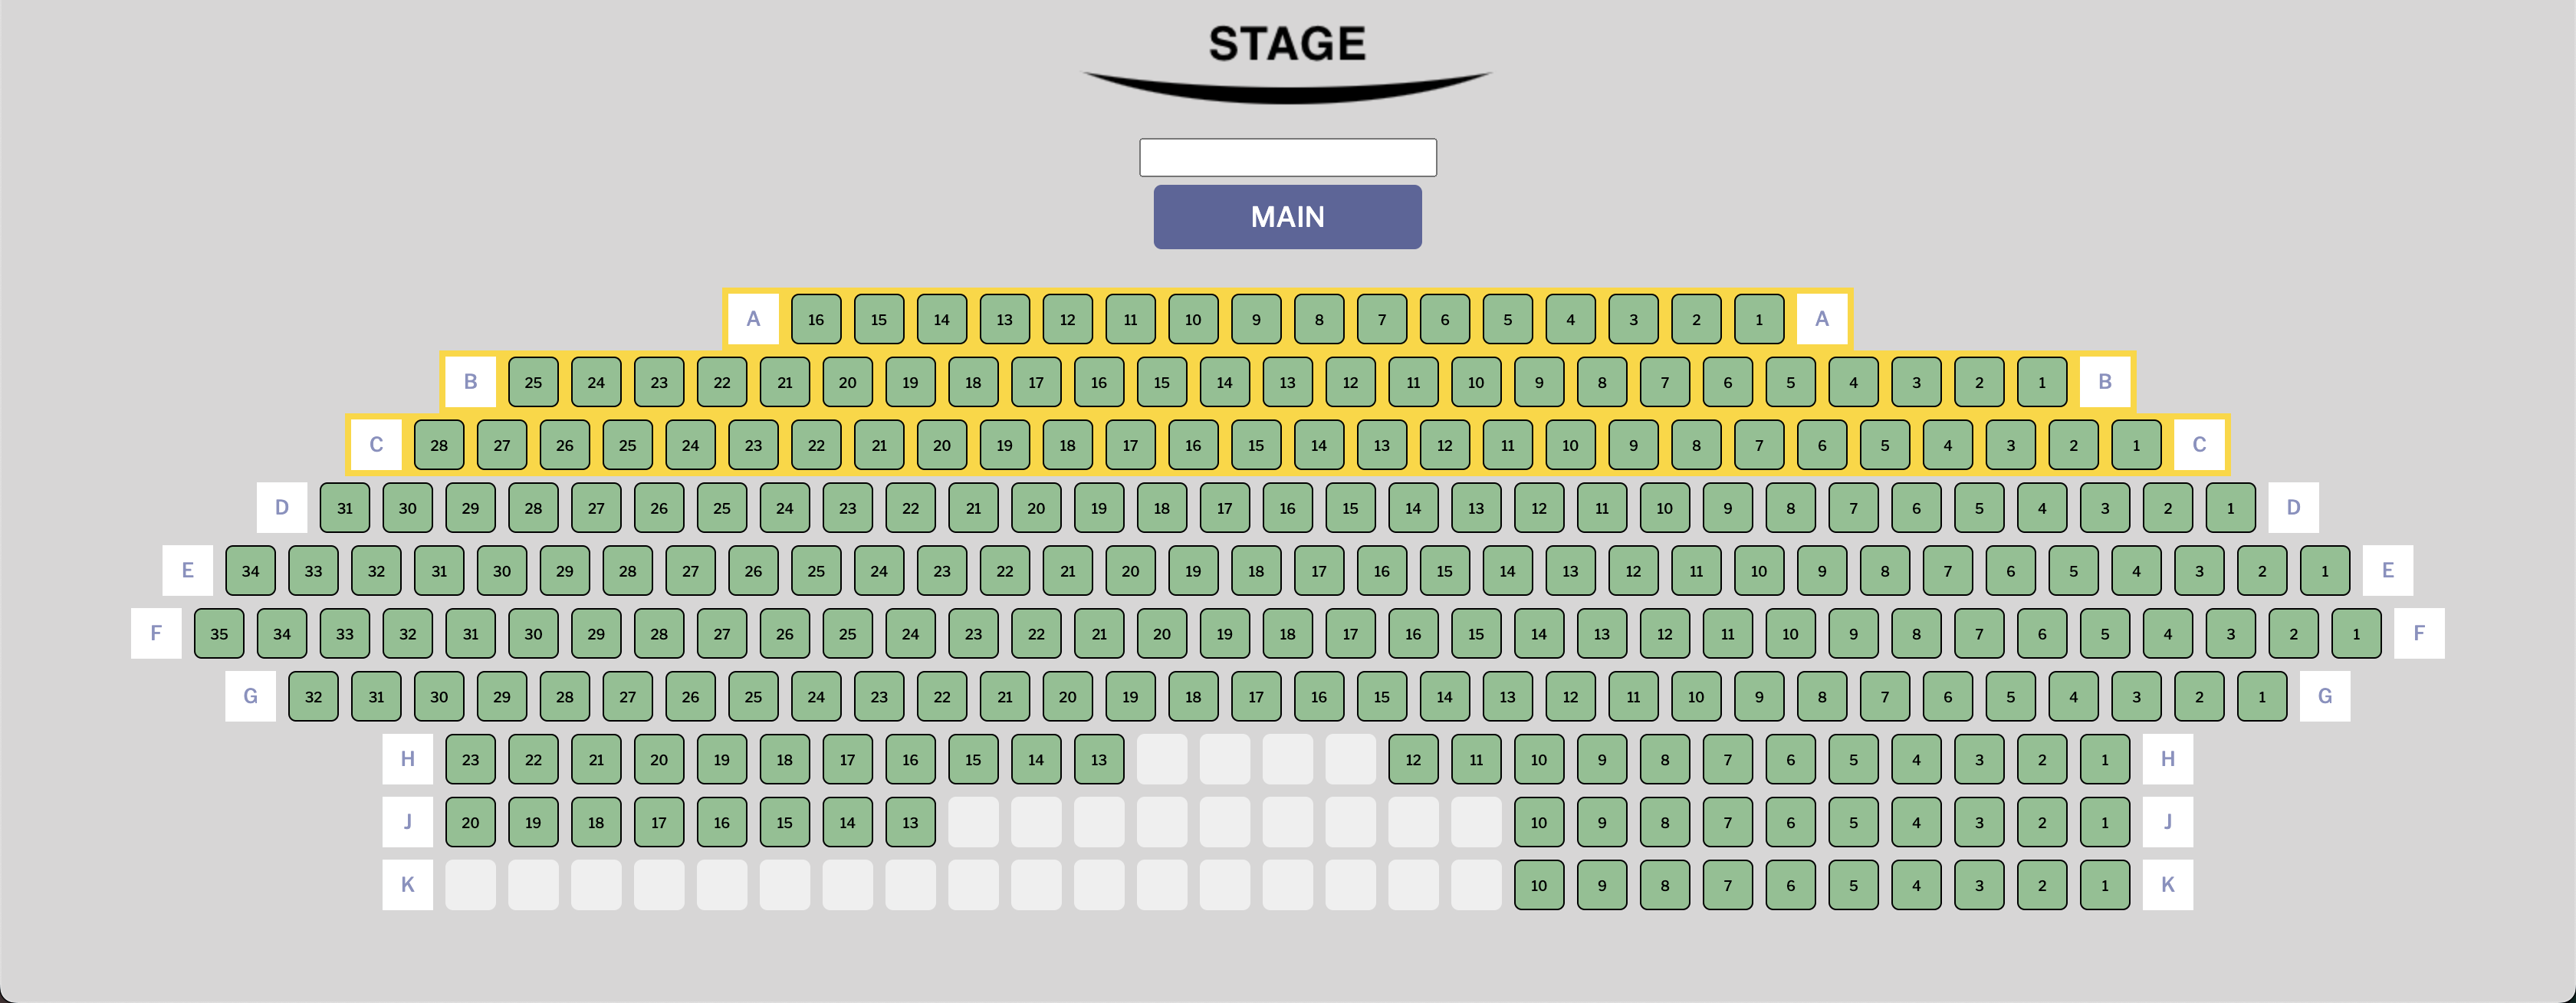 STAGE
MAIN
A 16 15 14 13 12 11 10 9 8 7 6 5 4 3 2 1 A
B 25 24 23 22 21 20 19 18 17 16 15 14 13 12 11 10 9 8 7 6 5 4 3 2 1 B
C 28 27 26 25 24 23 22 21 20 19 18 17 16 15 14 13 12 11 10 9 8 7 6 5 4 3 2 1 C
D 31 30 29 28 27 26 25 24 23 22 21 20 19 18 17 16 15 14 13 12 11 10 9 8 7 6 5 4 3 2 1 D
E 34 33 32 31 30 29 28 27 26 25 24 23 22 21 20 19 18 17 16 15 14 13 12 11 10 9 8 7 6 5 4 3 2 1 E
F 35 34 33 32 31 30 29 28 27 26 25 24 23 22 21 20 19 18 17 16 15 14 13 12 11 10 9 8 7 6 5 4 3 2 1 F
G 32 31 30 29 28 27 26 25 24 23 22 21 20 19 18 17 16 15 14 13 12 11 10 9 8 7 6 5 4 3 2 1 G
H 23 22 21 20 19 18 17 16 15 14 13 12 11 10 9 8 7 6 5 4 3 2 1 H
J 20 19 18 17 16 15 14 13 10 9 8 7 6 5 4 3 2 1 J
K 10 9 8 7 6 5 4 3 2 1 K